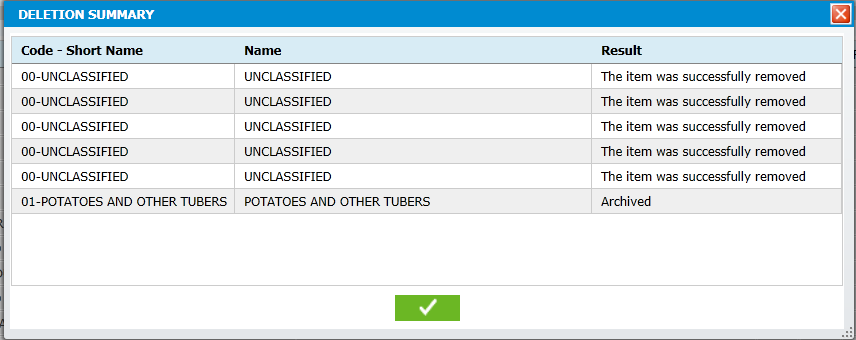 DELETION SUMMARY
Code - Short Name Name Result
00-UNCLASSIFIED UNCLASSIFIED The item was successfully removed
00-UNCLASSIFIED UNCLASSIFIED The item was successfully removed
00-UNCLASSIFIED UNCLASSIFIED The item was successfully removed
00-UNCLASSIFIED UNCLASSIFIED The item was successfully removed
00-UNCLASSIFIED UNCLASSIFIED The item was successfully removed
01-POTATOES AND OTHER TUBERS POTATOES AND OTHER TUBERS Archived